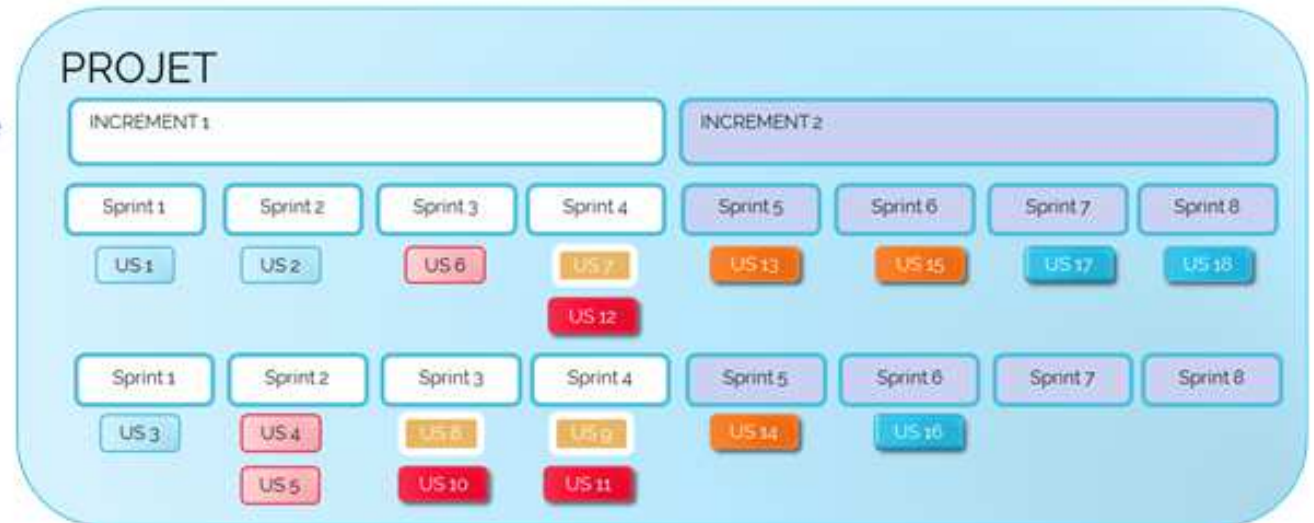 PROJET
INCREMENT 1 INCREMENT 2
Sprint 1 Sprint 2 Sprint 3 Sprint 4 Sprint 5 Sprint 6 Sprint 7 Sprint 8
US 1 US 2 US 6 US 7 US 13 US 15 US 17 US 18
US 12
Sprint 1 Sprint 2 Sprint 3 Sprint 4 Sprint 5 Sprint 6 Sprint 7 Sprint 8
US 3 US 4 US 8 US 9 US 14 US 16
US 5 US 10 US 11